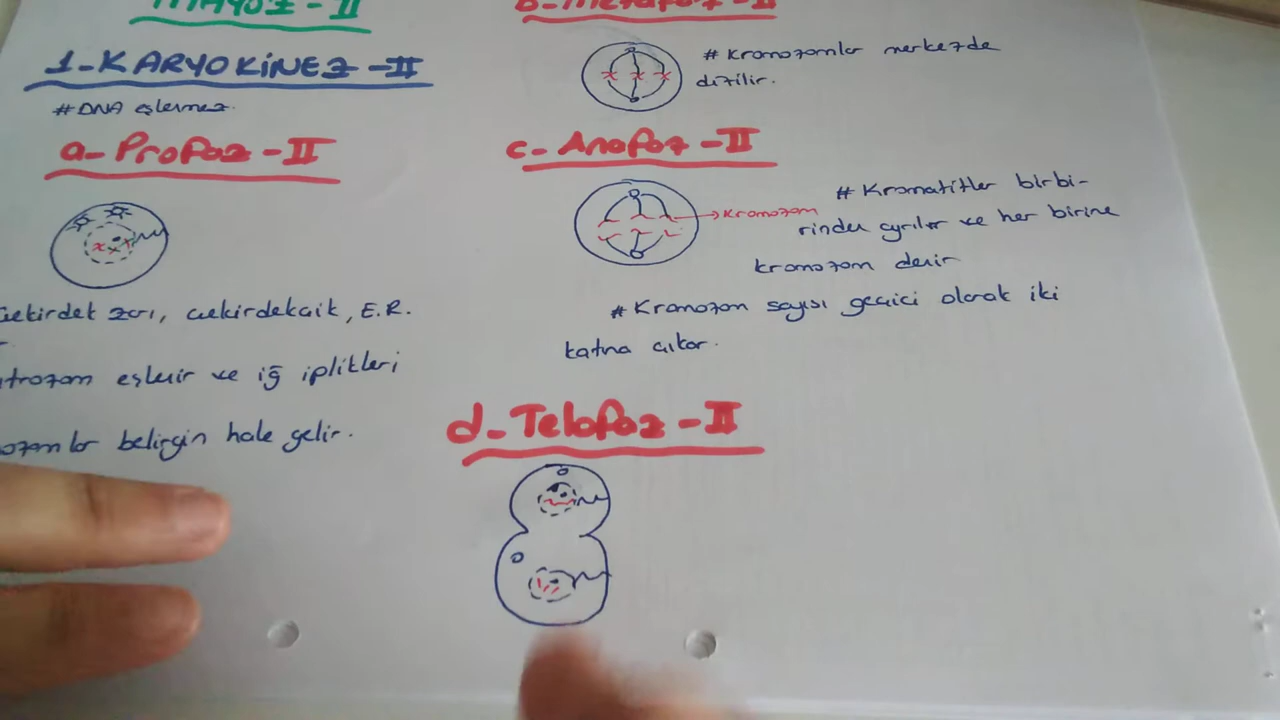 MAYOZ-II
1-KARYOKİNEZ-II
#DNA eşlenmez.
a-Profaz-II
Çekirdek zarı, çekirdekçik, E.R.
trozom eşlenir ve iğ iplikleri
ozomlar belirgin hale gelir.
b-Metafaz-II
#Kromozomlar merkezde
dizilir.
c-Anafaz-II
Kromozom
#Kromatitler birbi-
rinden ayrılır ve her birine
kromozom denir
#Kromozom sayısı geçici olarak iki
katına çıkar.
d-Telofaz-II